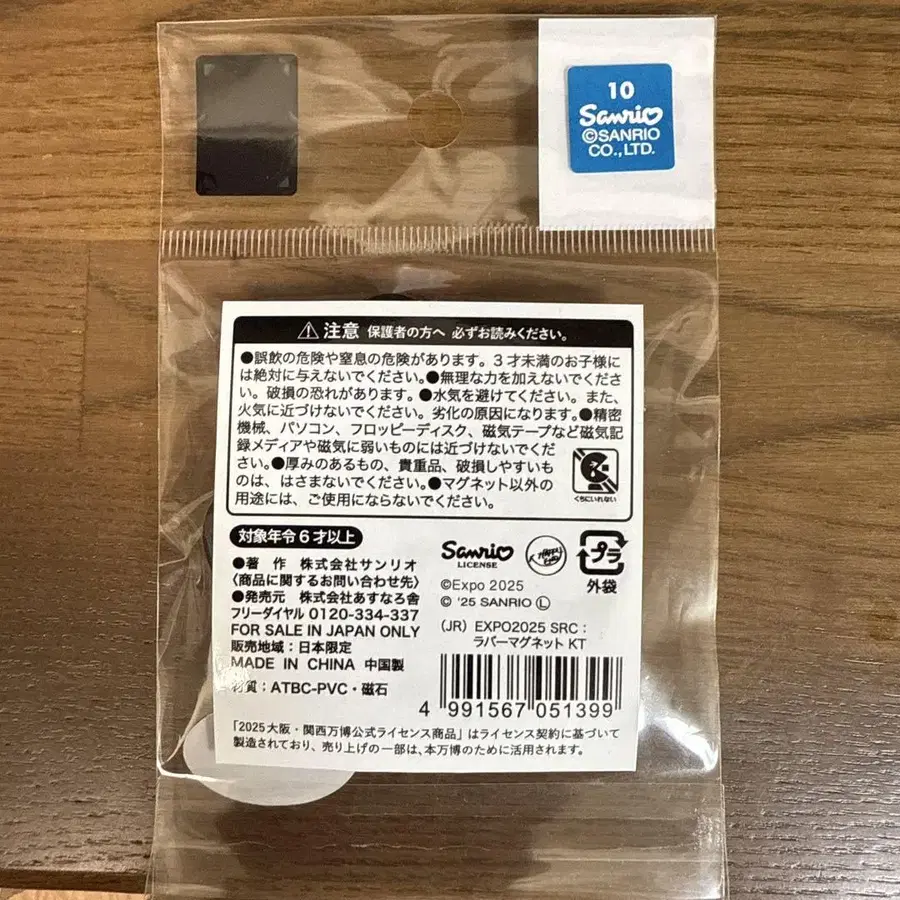 10
Sanrio
©SANRIO
CO.,LTD.
⚠注意 保護者の方へ 必ずお読みください。
●誤飲の危険や窒息の危険があります。3才未満のお子様に
は絶対に与えないでください。●無理な力を加えないでくださ
い。破損の恐れがあります。●水気を避けてください。また、
火気に近づけないでください。劣化の原因になります。●精密
機械、パソコン、フロッピーディスク、磁気テープなど磁気記
録メディアや磁気に弱いものには近づけないでくださ
い。●厚みのあるもの、貴重品、破損しやすいも
のは、はさまないでください。●マグネット以外の
用途には、ご使用にならないでください。
くちにいれない
対象年令6才以上
●著 作 株式会社サンリオ
〈商品に関するお問い合わせ先〉
●発売元 株式会社あすなろ舎
フリーダイヤル 0120-334-337
FOR SALE IN JAPAN ONLY
販売地域：日本限定
MADE IN CHINA 中国製
材質：ATBC-PVC・磁石
Sanrio
LICENSE
プラ
外袋
©Expo 2025
© '25 SANRIO Ⓛ
(JR) EXPO2025 SRC：
ラバーマグネット KT
4 991567 051399
「2025大阪・関西万博公式ライセンス商品」はライセンス契約に基づいて
製造されており、売り上げの一部は、本万博のために活用されます。